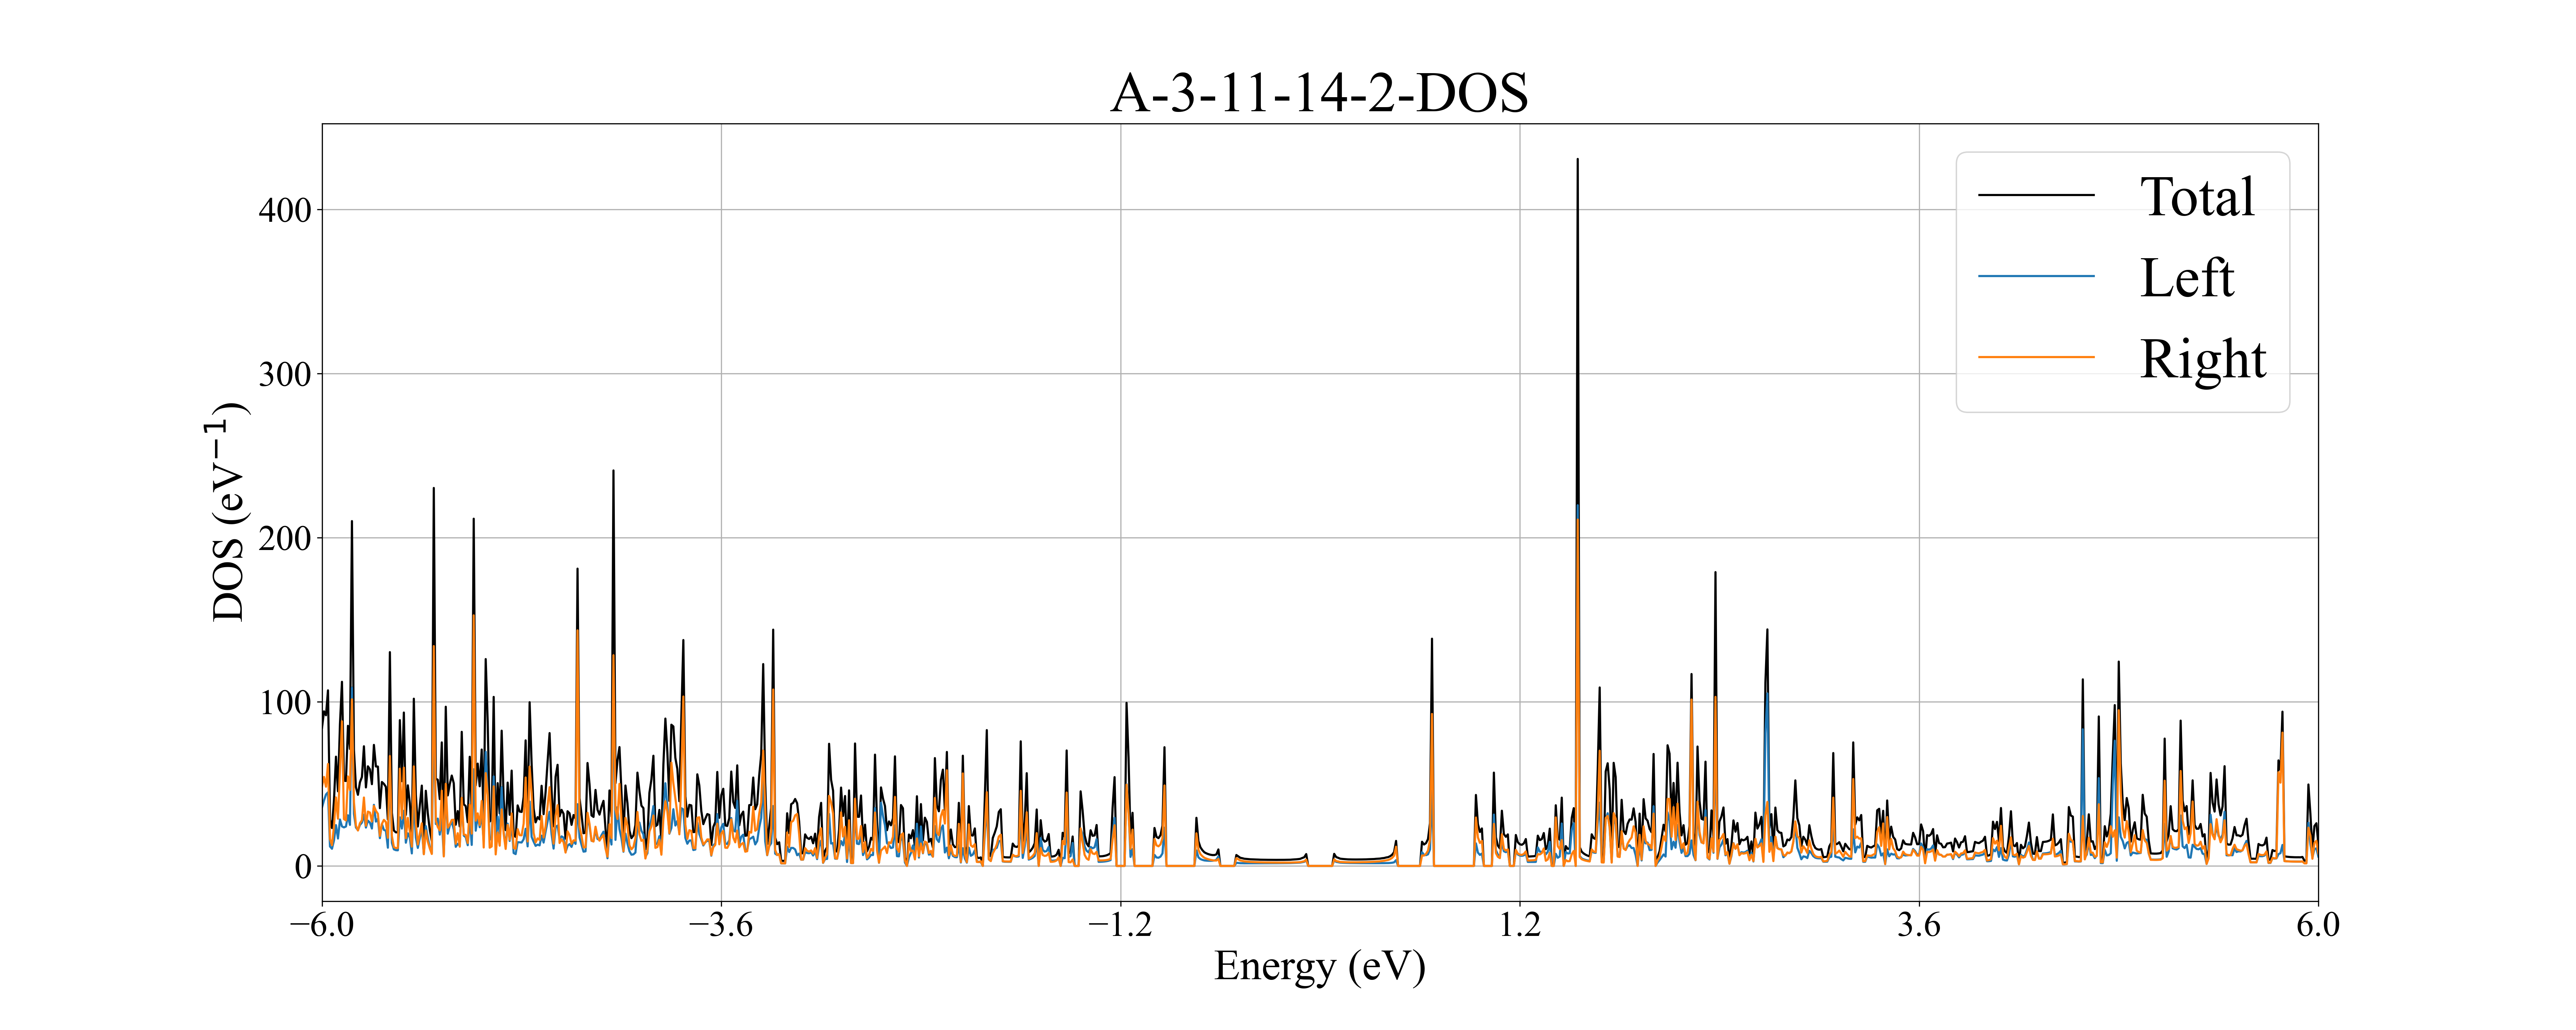 A-3-11-14-2-DOS
Total
Left
Right
400
300
200
100
0
DOS (eV⁻¹)
−6.0 −3.6 −1.2 1.2 3.6 6.0
Energy (eV)